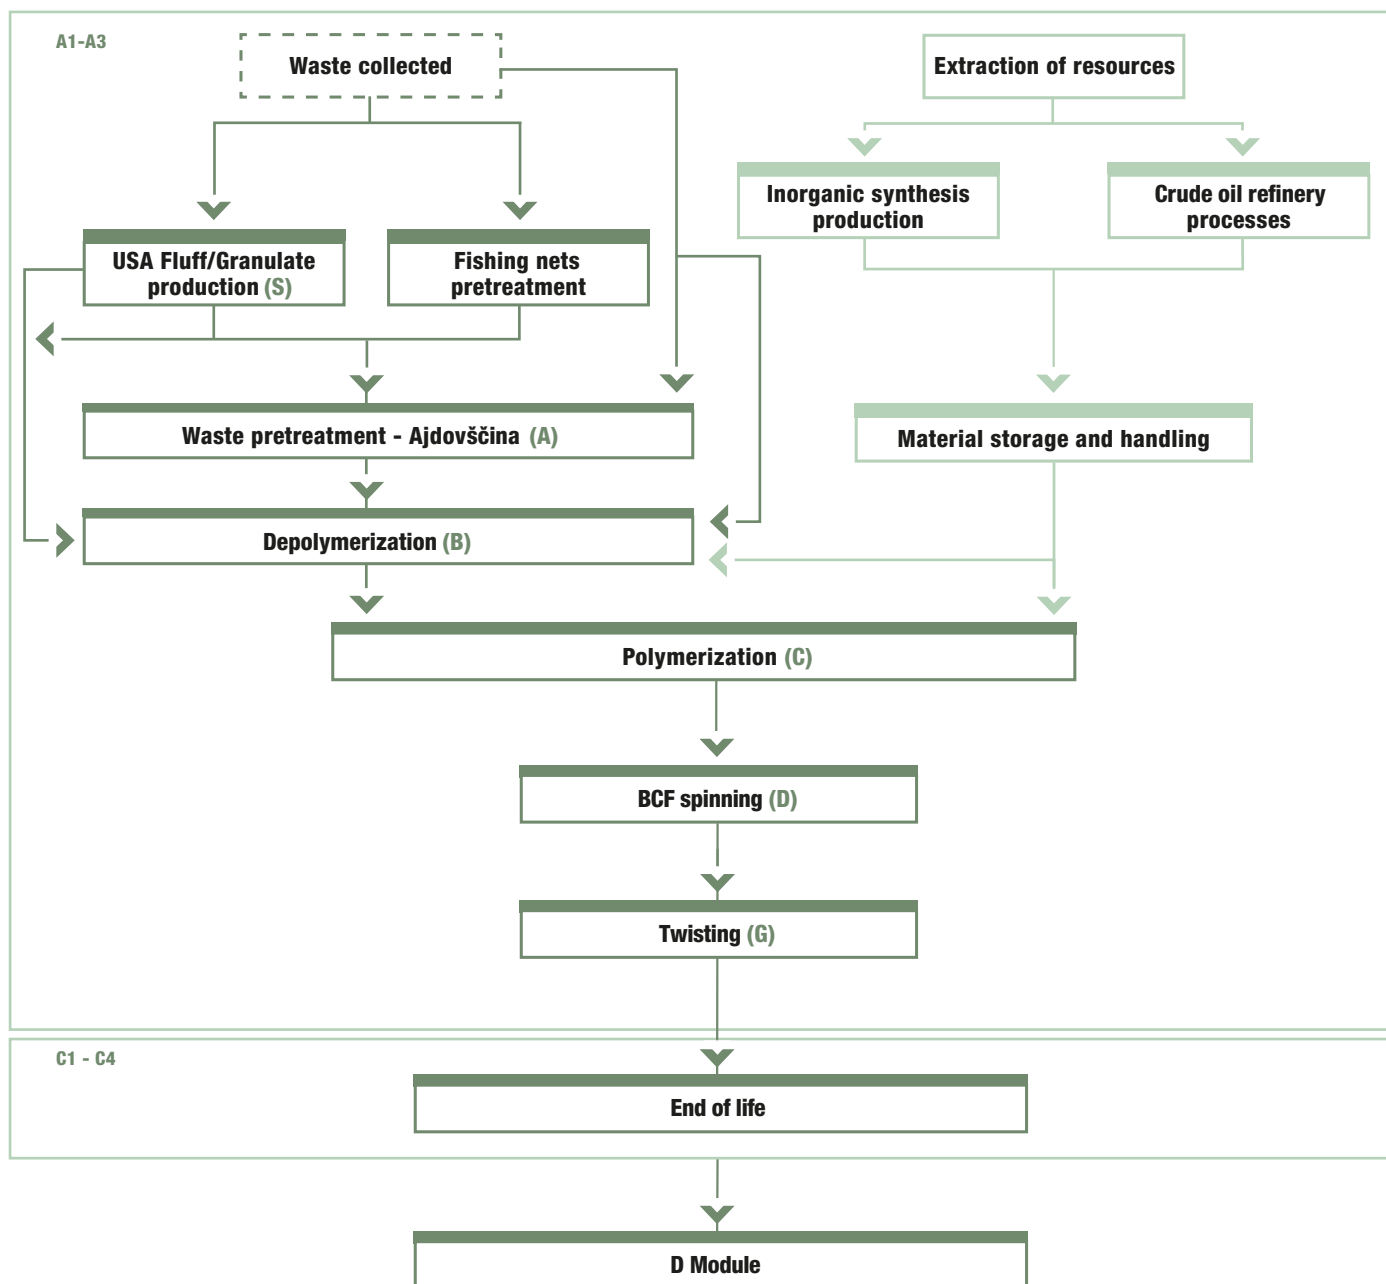 A1-A3
Waste collected
Extraction of resources
Inorganic synthesis
production
Crude oil refinery
processes
USA Fluff/Granulate
production (S)
Fishing nets
pretreatment
Waste pretreatment - Ajdovščina (A)
Material storage and handling
Depolymerization (B)
Polymerization (C)
BCF spinning (D)
Twisting (G)
C1 - C4
End of life
D Module